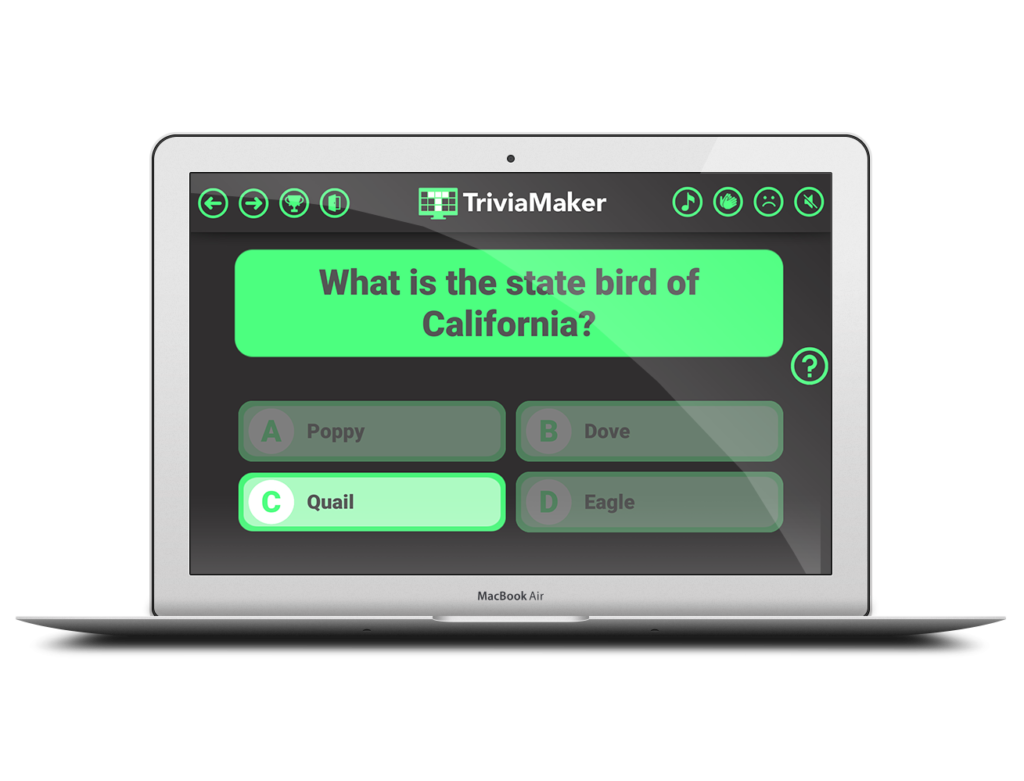 TriviaMaker
What is the state bird of
California?
?
A Poppy
B Dove
C Quail
D Eagle
MacBook Air